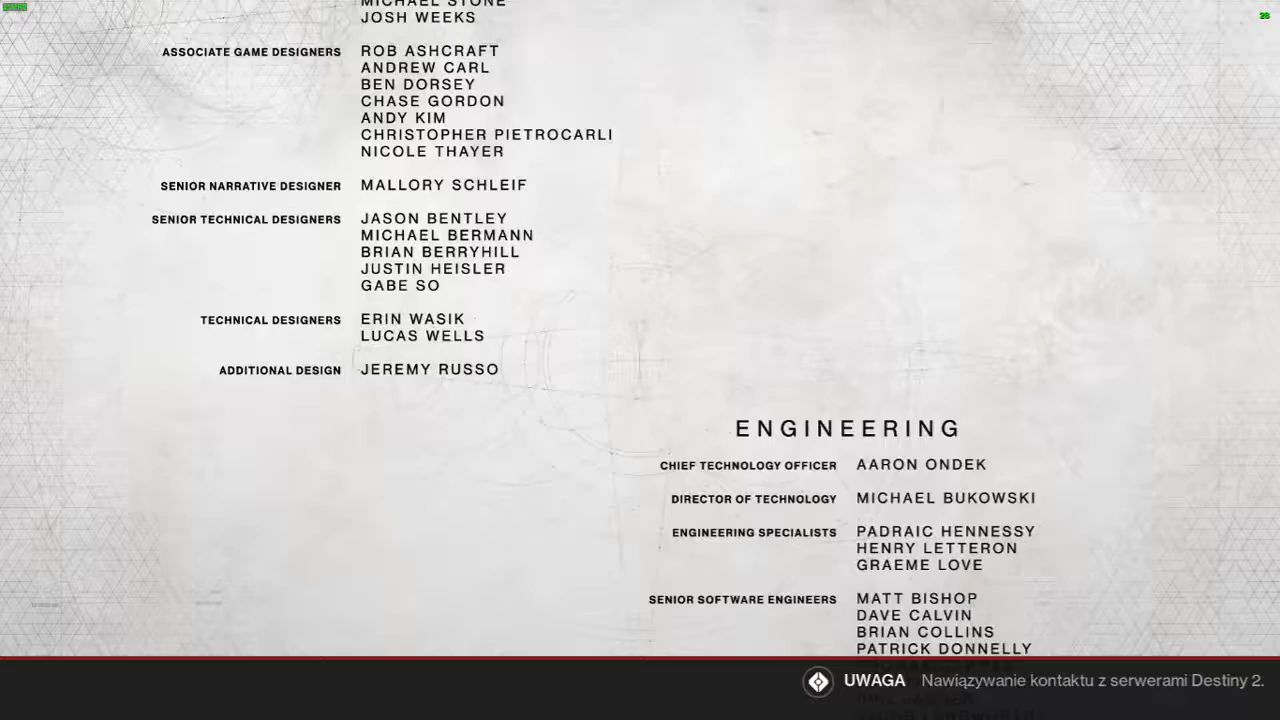 MICHAEL STONE
JOSH WEEKS
ASSOCIATE GAME DESIGNERS ROB ASHCRAFT
ANDREW CARL
BEN DORSEY
CHASE GORDON
ANDY KIM
CHRISTOPHER PIETROCARLI
NICOLE THAYER
SENIOR NARRATIVE DESIGNER MALLORY SCHLEIF
SENIOR TECHNICAL DESIGNERS JASON BENTLEY
MICHAEL BERMANN
BRIAN BERRYHILL
JUSTIN HEISLER
GABE SO
TECHNICAL DESIGNERS ERIN WASIK
LUCAS WELLS
ADDITIONAL DESIGN JEREMY RUSSO
ENGINEERING
CHIEF TECHNOLOGY OFFICER AARON ONDEK
DIRECTOR OF TECHNOLOGY MICHAEL BUKOWSKI
ENGINEERING SPECIALISTS PADRAIC HENNESSY
HENRY LETTERON
GRAEME LOVE
SENIOR SOFTWARE ENGINEERS MATT BISHOP
DAVE CALVIN
BRIAN COLLINS
PATRICK DONNELLY
UWAGA Nawiązywanie kontaktu z serwerami Destiny 2.